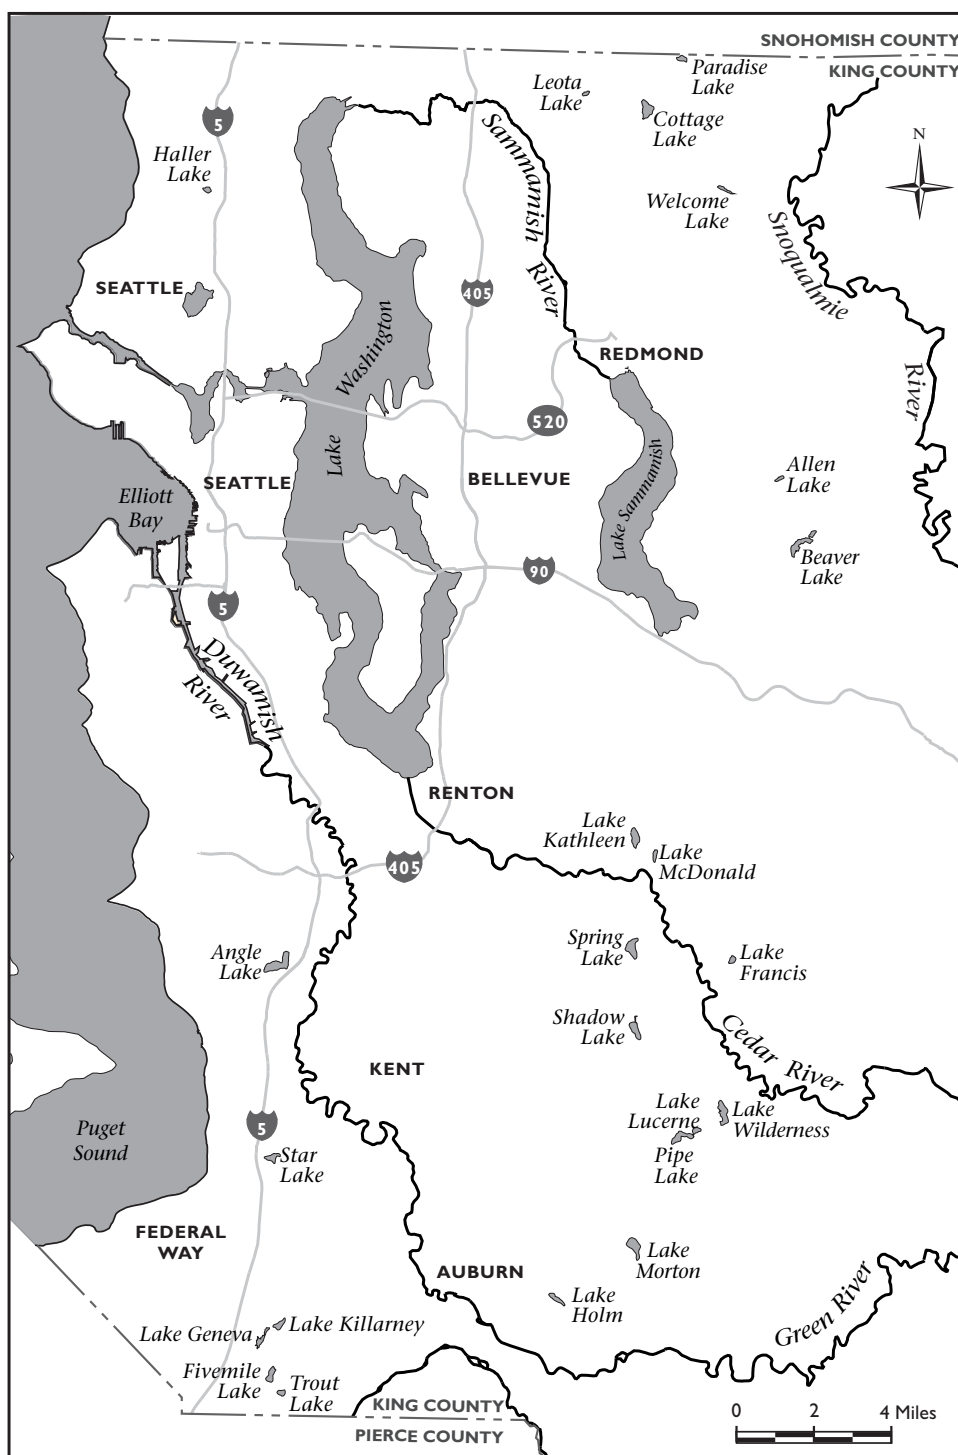 SNOHOMISH COUNTY
KING COUNTY
Paradise
Lake
Leota
Lake
Cottage
Lake
5
Haller
Lake
Sammamish
River
N
Welcome
Lake
Snoqualmie
River
SEATTLE
405
Lake
Washington
REDMOND
520
Lake Sammamish
BELLEVUE
SEATTLE
Allen
Lake
Elliott
Bay
Beaver
Lake
90
5
Duwamish
River
RENTON
Lake
Kathleen
Lake
McDonald
405
Spring
Lake
Lake
Francis
Angle
Lake
Shadow
Lake
Cedar River
KENT
Lake
Lucerne
Lake
Wilderness
Pipe
Lake
5
Puget
Sound
Star
Lake
FEDERAL
WAY
Lake
Morton
AUBURN
Lake
Holm
Green River
Lake Killarney
Lake Geneva
Fivemile
Lake
Trout
Lake
KING COUNTY
PIERCE COUNTY
0 2 4 Miles